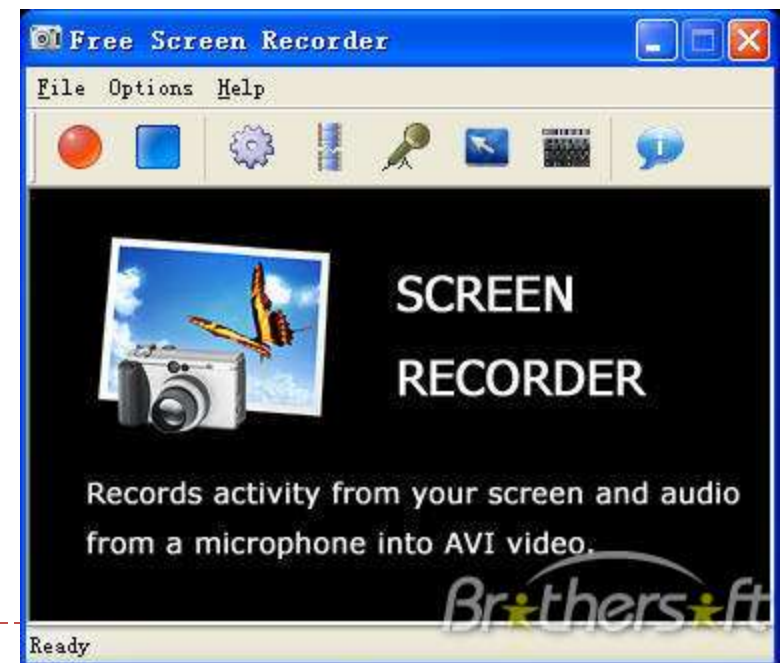 Free Screen Recorder
File Options Help
SCREEN
RECORDER
Records activity from your screen and audio
from a microphone into AVI video.
Brothersoft
Ready